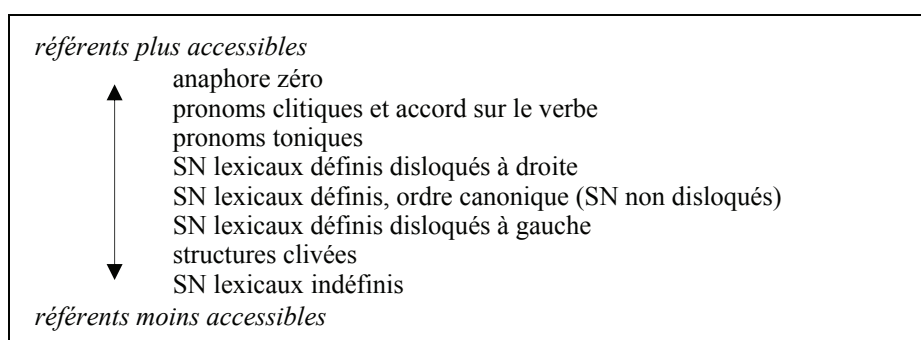 référents plus accessibles
anaphore zéro
pronoms clitiques et accord sur le verbe
pronoms toniques
SN lexicaux définis disloqués à droite
SN lexicaux définis, ordre canonique (SN non disloqués)
SN lexicaux définis disloqués à gauche
structures clivées
SN lexicaux indéfinis
référents moins accessibles